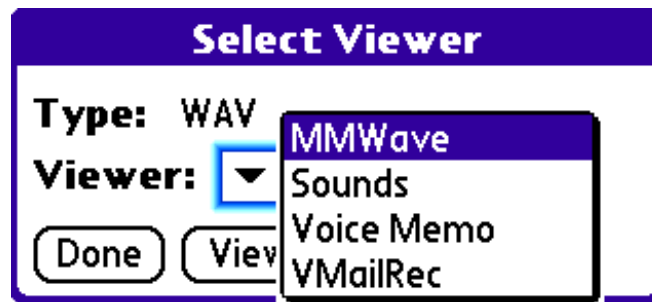 Select Viewer
Type: WAV
Viewer:
MMWave
Sounds
Voice Memo
VMailRec
Done